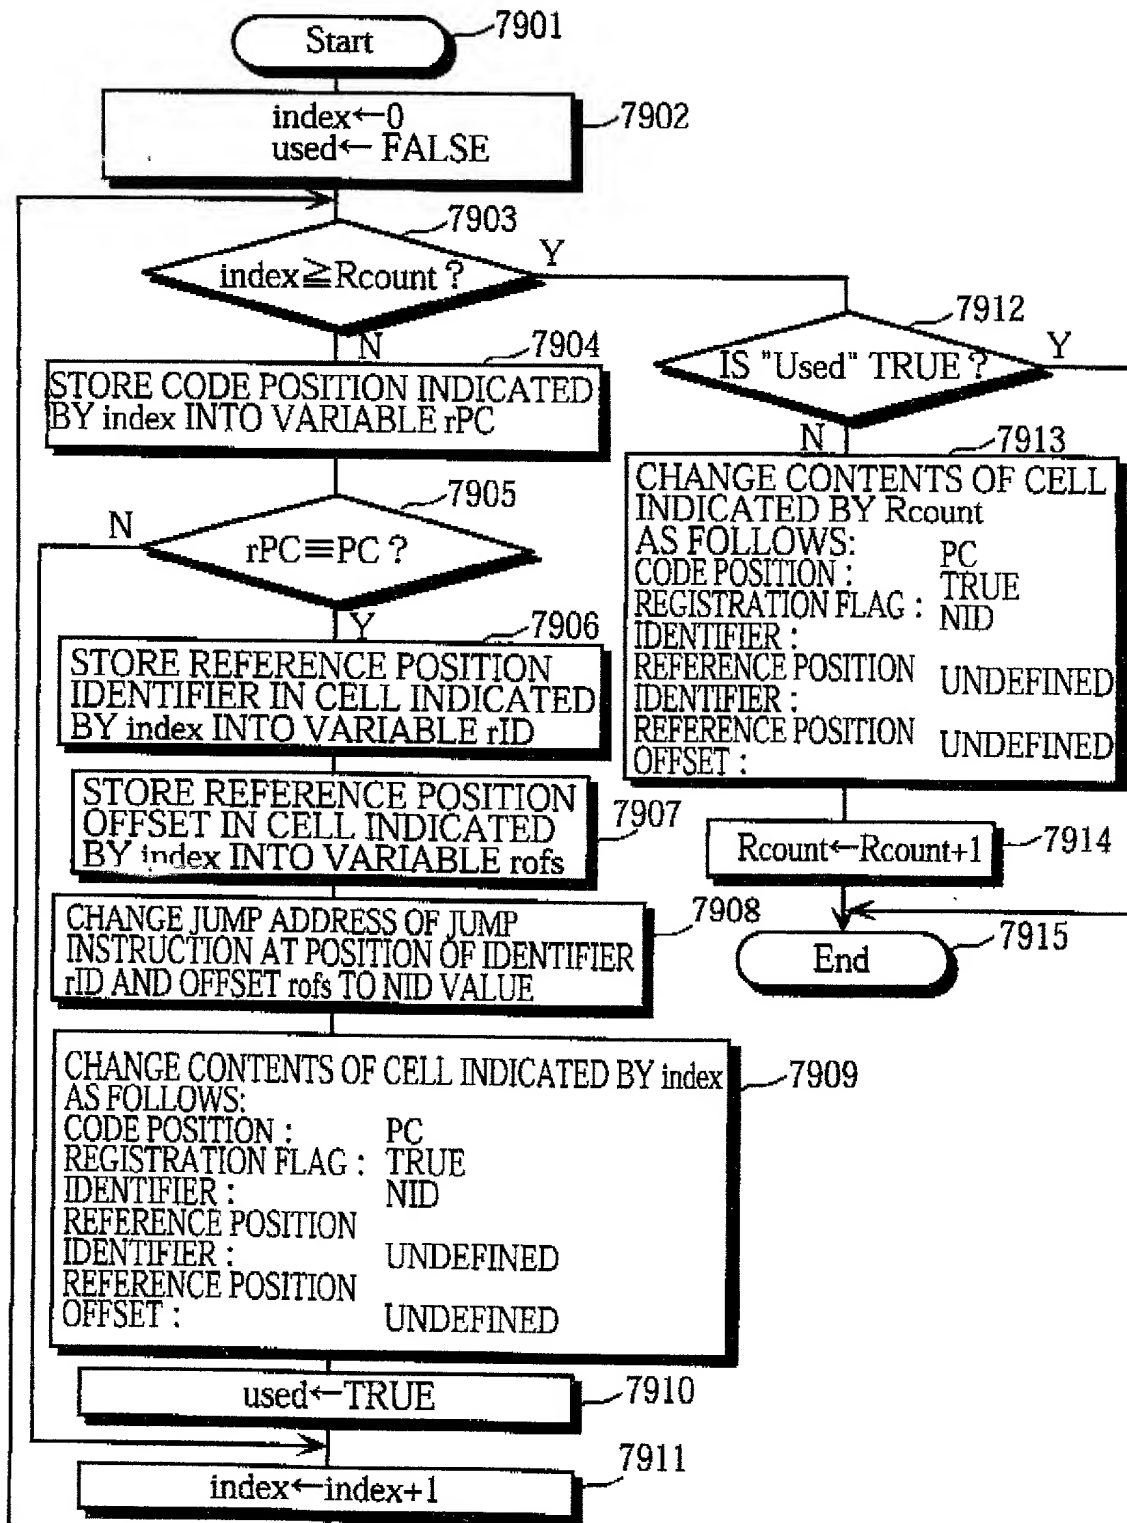 Start
7901
index←0
used← FALSE
7902
7903
index≧Rcount ?
Y
N
7904
STORE CODE POSITION INDICATED
BY index INTO VARIABLE rPC
7905
N
rPC≡PC ?
Y
7906
STORE REFERENCE POSITION
IDENTIFIER IN CELL INDICATED
BY index INTO VARIABLE rID
STORE REFERENCE POSITION
OFFSET IN CELL INDICATED
BY index INTO VARIABLE rofs
7907
CHANGE JUMP ADDRESS OF JUMP
INSTRUCTION AT POSITION OF IDENTIFIER
rID AND OFFSET rofs TO NID VALUE
7908
CHANGE CONTENTS OF CELL INDICATED BY index
AS FOLLOWS:
CODE POSITION : PC
REGISTRATION FLAG : TRUE
IDENTIFIER : NID
REFERENCE POSITION
IDENTIFIER : UNDEFINED
REFERENCE POSITION
OFFSET : UNDEFINED
7909
used←TRUE
7910
7911
index←index+1
7912
IS "Used" TRUE ?
Y
N
7913
CHANGE CONTENTS OF CELL
INDICATED BY Rcount
AS FOLLOWS:
CODE POSITION : PC
REGISTRATION FLAG : TRUE
IDENTIFIER : NID
REFERENCE POSITION
IDENTIFIER : UNDEFINED
REFERENCE POSITION
OFFSET : UNDEFINED
Rcount←Rcount+1
7914
End
7915